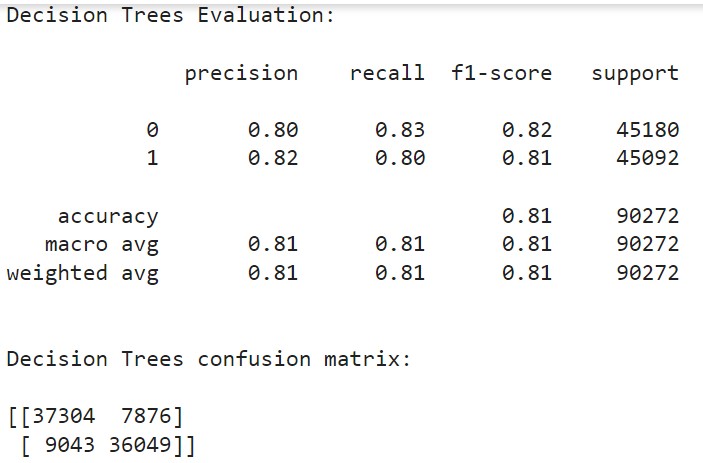 Decision Trees Evaluation:
precision recall f1-score support
0 0.80 0.83 0.82 45180
1 0.82 0.80 0.81 45092
accuracy 0.81 90272
macro avg 0.81 0.81 0.81 90272
weighted avg 0.81 0.81 0.81 90272
Decision Trees confusion matrix:
[[37304 7876]
[ 9043 36049]]